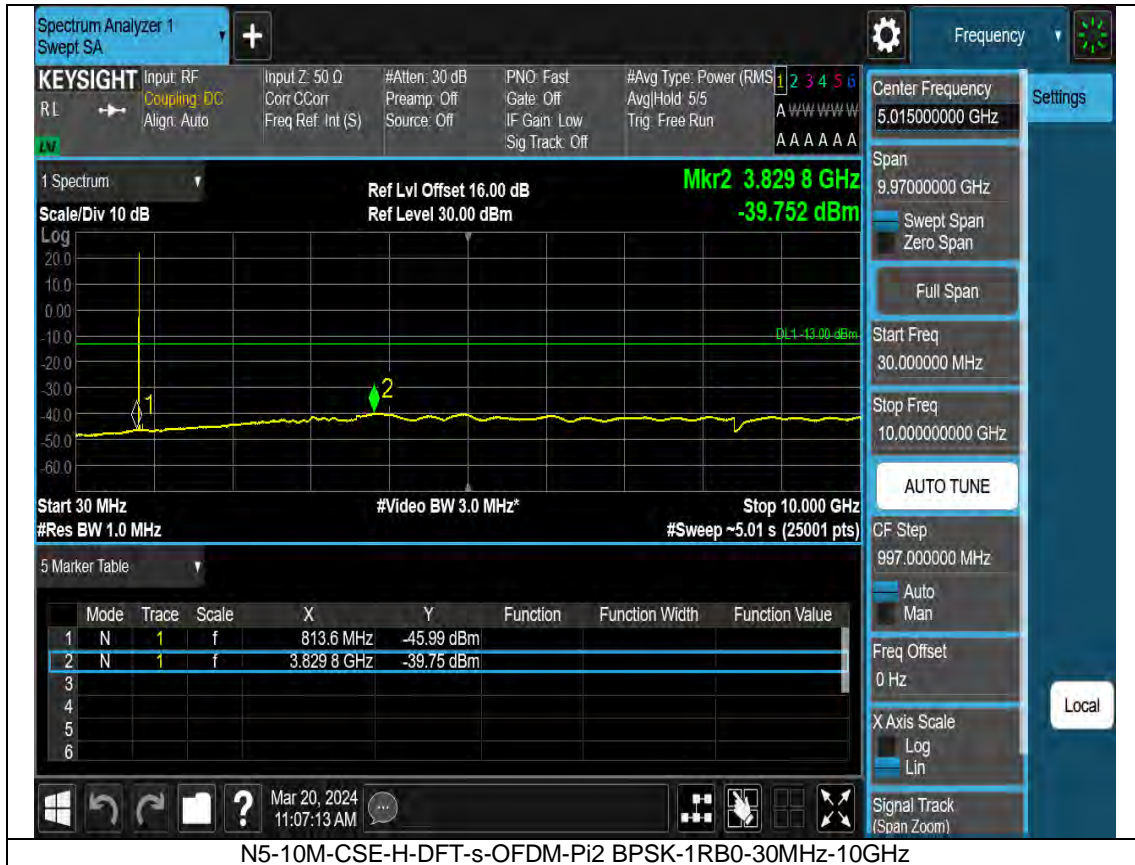 Spectrum Analyzer 1
Swept SA
+
Frequency
KEYSIGHT
RL
LXI
Input: RF
Coupling: DC
Align: Auto
Input Z: 50 Ω
Corr CCorr
Freq Ref: Int (S)
#Atten: 30 dB
Preamp: Off
Source: Off
PNO: Fast
Gate: Off
IF Gain: Low
Sig Track: Off
#Avg Type: Power (RMS
Avg|Hold: 5/5
Trig: Free Run
1 2 3 4 5 6
A W W W W W
A A A A A A
1 Spectrum
Scale/Div 10 dB
Ref Lvl Offset 16.00 dB
Ref Level 30.00 dBm
Mkr2 3.829 8 GHz
-39.752 dBm
Log
20.0
10.0
0.00
-10.0
-20.0
-30.0
-40.0
-50.0
-60.0
DL1 -13.00 dBm
1
2
Start 30 MHz
#Res BW 1.0 MHz
#Video BW 3.0 MHz*
Stop 10.000 GHz
#Sweep ~5.01 s (25001 pts)
5 Marker Table
Mode Trace Scale X Y Function Function Width Function Value
1 N 1 f 813.6 MHz -45.99 dBm
2 N 1 f 3.829 8 GHz -39.75 dBm
3
4
5
6
Mar 20, 2024
11:07:13 AM
?
Center Frequency
5.015000000 GHz
Settings
Span
9.97000000 GHz
Swept Span
Zero Span
Full Span
Start Freq
30.000000 MHz
Stop Freq
10.000000000 GHz
AUTO TUNE
CF Step
997.000000 MHz
Auto
Man
Freq Offset
0 Hz
X Axis Scale
Log
Lin
Local
Signal Track
(Span Zoom)
N5-10M-CSE-H-DFT-s-OFDM-Pi2 BPSK-1RB0-30MHz-10GHz